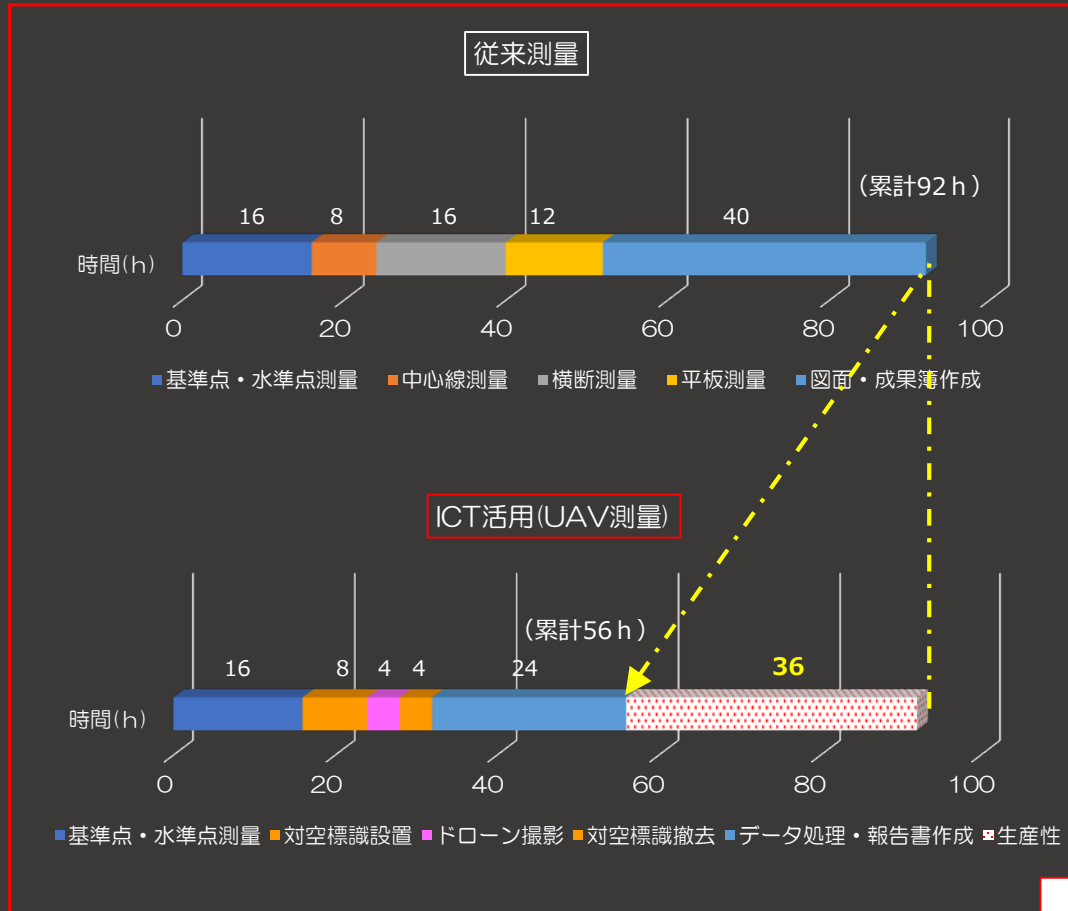 従来測量
(累計92h)
16 8 16 12 40
時間(h)
0 20 40 60 80 100
基準点・水準点測量 中心線測量 横断測量 平板測量 図面・成果簿作成
ICT活用(UAV測量)
(累計56h)
16 8 4 4 24 36
時間(h)
0 20 40 60 80 100
基準点・水準点測量 対空標識設置 ドローン撮影 対空標識撤去 データ処理・報告書作成 生産性